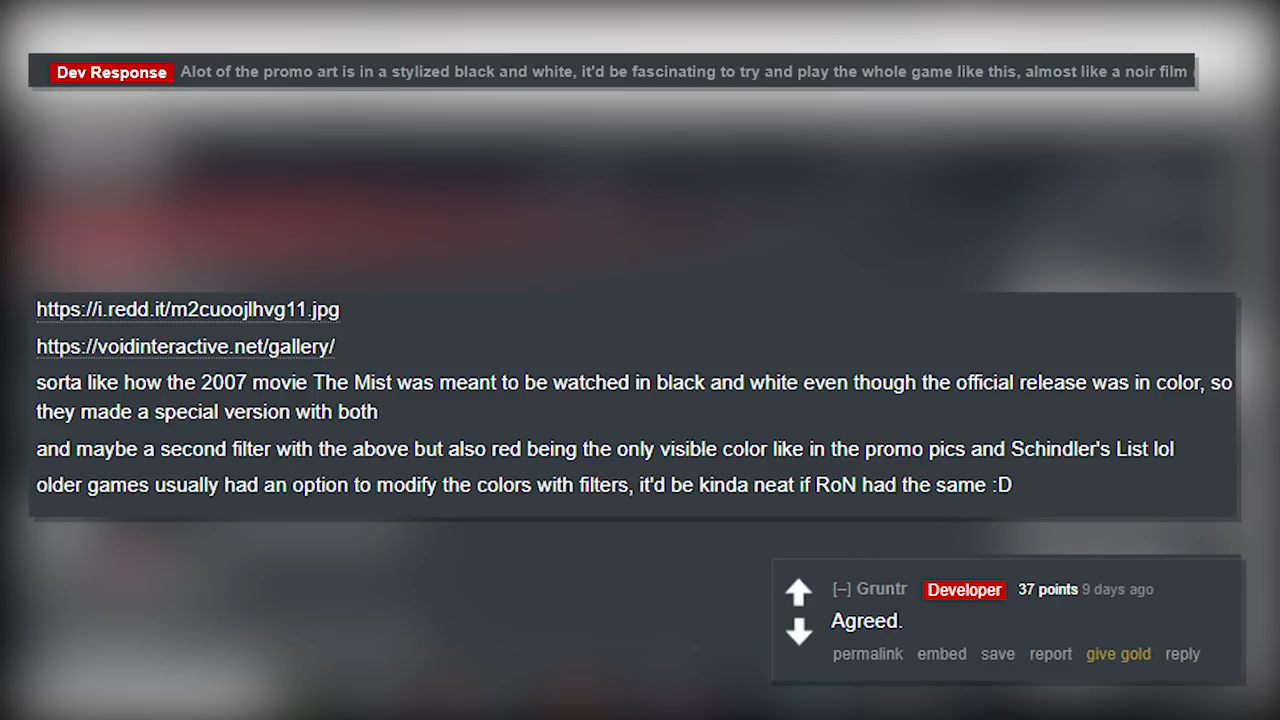 Dev Response Alot of the promo art is in a stylized black and white, it'd be fascinating to try and play the whole game like this, almost like a noir film
https://i.redd.it/m2cuoojlhvg11.jpg
https://voidinteractive.net/gallery/
sorta like how the 2007 movie The Mist was meant to be watched in black and white even though the official release was in color, so
they made a special version with both
and maybe a second filter with the above but also red being the only visible color like in the promo pics and Schindler's List lol
older games usually had an option to modify the colors with filters, it'd be kinda neat if RoN had the same :D
[–] Gruntr Developer 37 points 9 days ago
Agreed.
permalink embed save report give gold reply